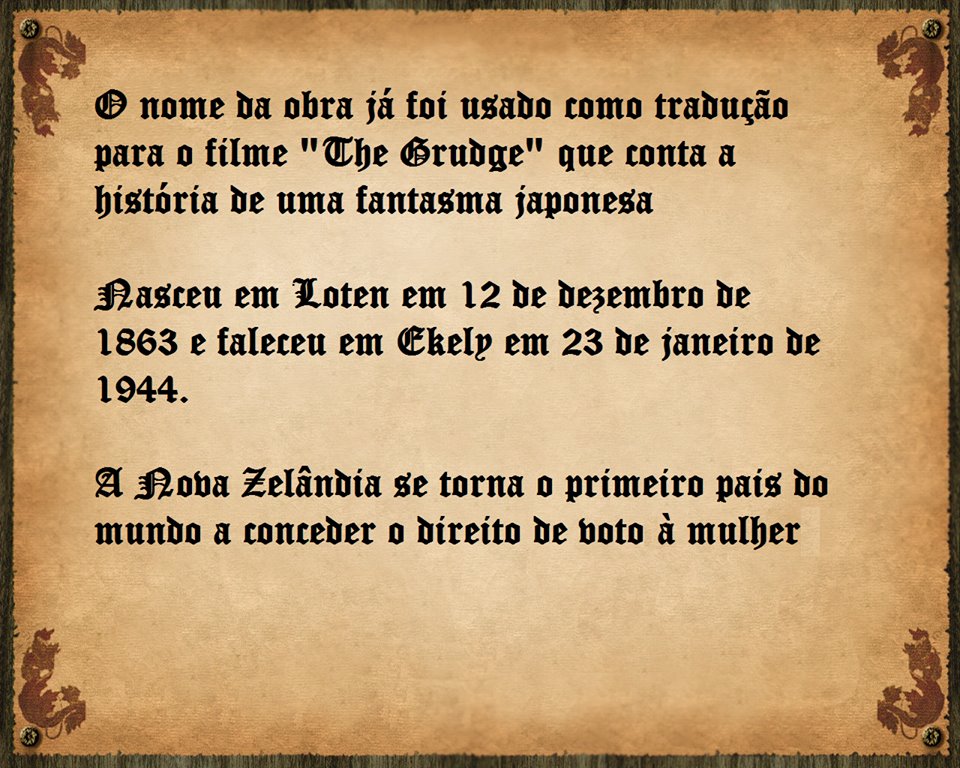 O nome da obra já foi usado como tradução
para o filme "The Grudge" que conta a
história de uma fantasma japonesa
Nasceu em Loten em 12 de dezembro de
1863 e faleceu em Ekely em 23 de janeiro de
1944.
A Nova Zelândia se torna o primeiro pais do
mundo a conceder o direito de voto à mulher